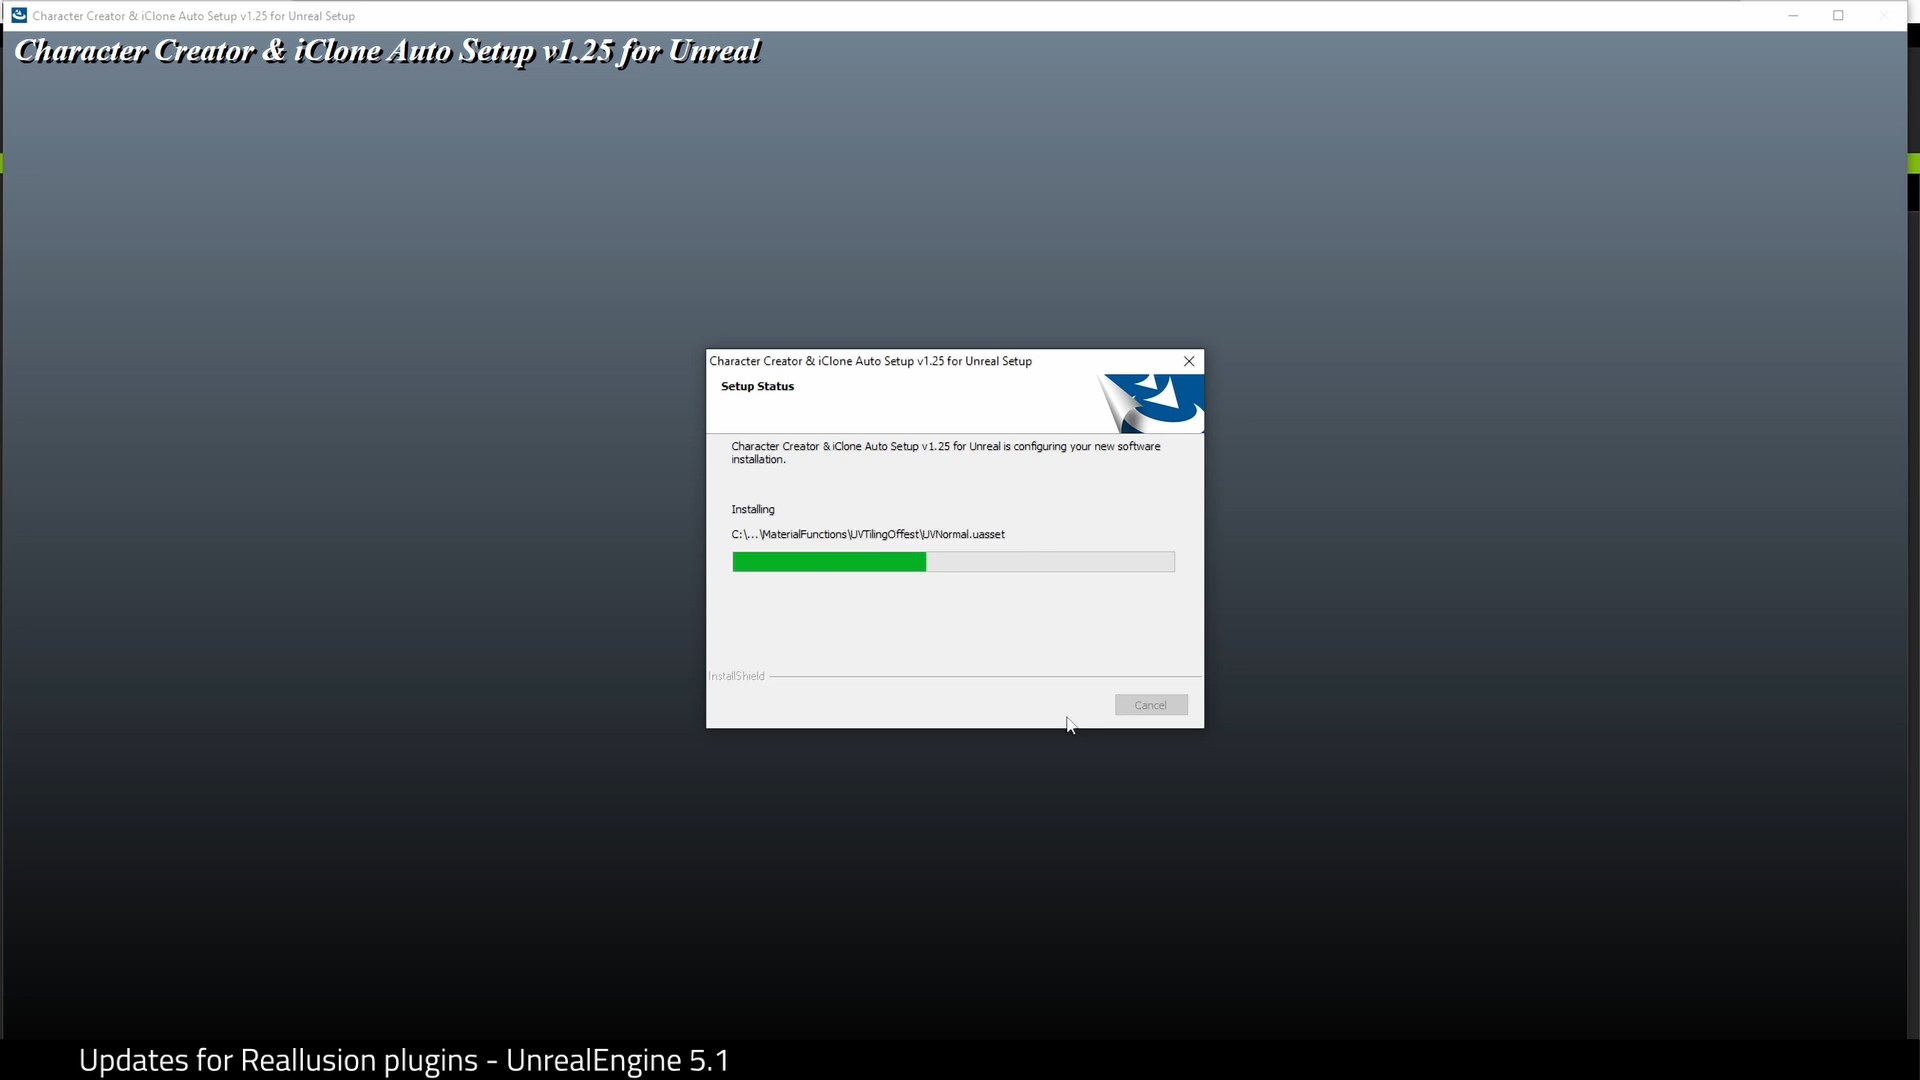 Character Creator & iClone Auto Setup v1.25 for Unreal Setup
Character Creator & iClone Auto Setup v1.25 for Unreal
Character Creator & iClone Auto Setup v1.25 for Unreal Setup
Setup Status
Character Creator & iClone Auto Setup v1.25 for Unreal is configuring your new software
installation.
Installing
C:\...\MaterialFunctions\UVTilingOffest\UVNormal.uasset
InstallShield
Cancel
Updates for Reallusion plugins - UnrealEngine 5.1